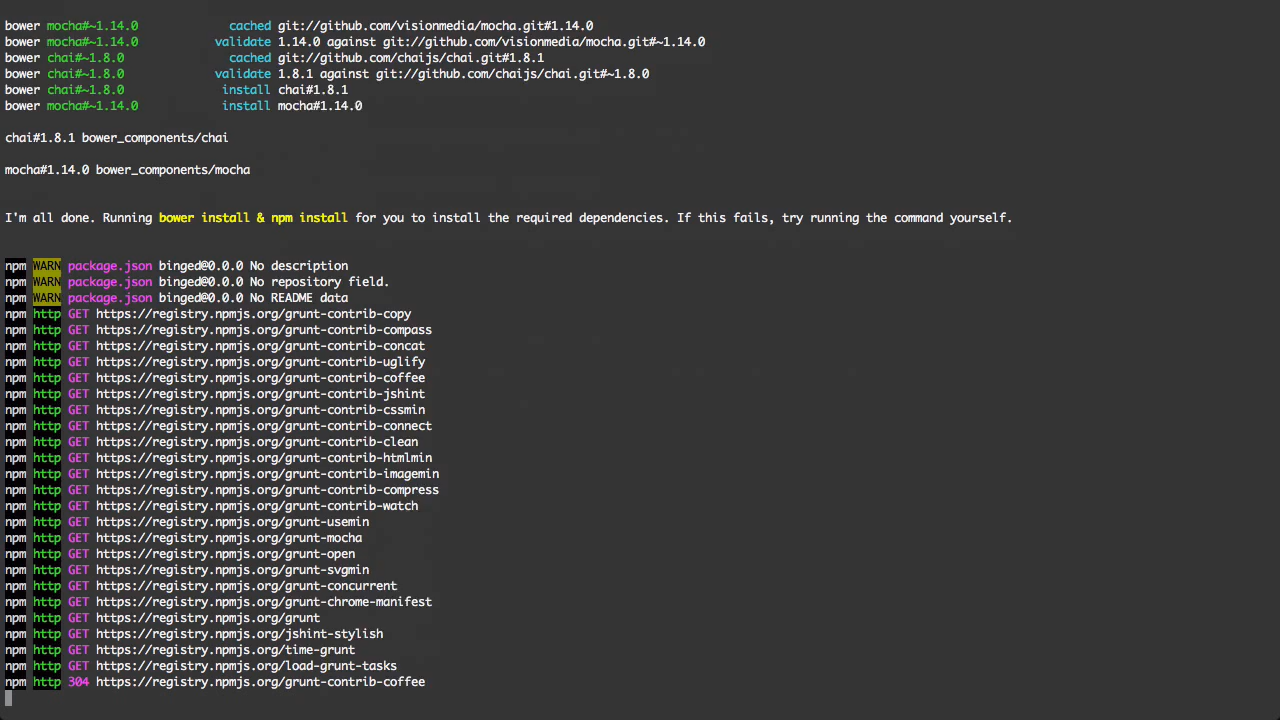 bower mocha#~1.14.0 cached git://github.com/visionmedia/mocha.git#1.14.0
bower mocha#~1.14.0 validate 1.14.0 against git://github.com/visionmedia/mocha.git#~1.14.0
bower chai#~1.8.0 cached git://github.com/chaijs/chai.git#1.8.1
bower chai#~1.8.0 validate 1.8.1 against git://github.com/chaijs/chai.git#~1.8.0
bower chai#~1.8.0 install chai#1.8.1
bower mocha#~1.14.0 install mocha#1.14.0
chai#1.8.1 bower_components/chai
mocha#1.14.0 bower_components/mocha
I'm all done. Running bower install & npm install for you to install the required dependencies. If this fails, try running the command yourself.
npm WARN package.json binged@0.0.0 No description
npm WARN package.json binged@0.0.0 No repository field.
npm WARN package.json binged@0.0.0 No README data
npm http GET https://registry.npmjs.org/grunt-contrib-copy
npm http GET https://registry.npmjs.org/grunt-contrib-compass
npm http GET https://registry.npmjs.org/grunt-contrib-concat
npm http GET https://registry.npmjs.org/grunt-contrib-uglify
npm http GET https://registry.npmjs.org/grunt-contrib-coffee
npm http GET https://registry.npmjs.org/grunt-contrib-jshint
npm http GET https://registry.npmjs.org/grunt-contrib-cssmin
npm http GET https://registry.npmjs.org/grunt-contrib-connect
npm http GET https://registry.npmjs.org/grunt-contrib-clean
npm http GET https://registry.npmjs.org/grunt-contrib-htmlmin
npm http GET https://registry.npmjs.org/grunt-contrib-imagemin
npm http GET https://registry.npmjs.org/grunt-contrib-compress
npm http GET https://registry.npmjs.org/grunt-contrib-watch
npm http GET https://registry.npmjs.org/grunt-usemin
npm http GET https://registry.npmjs.org/grunt-mocha
npm http GET https://registry.npmjs.org/grunt-open
npm http GET https://registry.npmjs.org/grunt-svgmin
npm http GET https://registry.npmjs.org/grunt-concurrent
npm http GET https://registry.npmjs.org/grunt-chrome-manifest
npm http GET https://registry.npmjs.org/grunt
npm http GET https://registry.npmjs.org/jshint-stylish
npm http GET https://registry.npmjs.org/time-grunt
npm http GET https://registry.npmjs.org/load-grunt-tasks
npm http 304 https://registry.npmjs.org/grunt-contrib-coffee